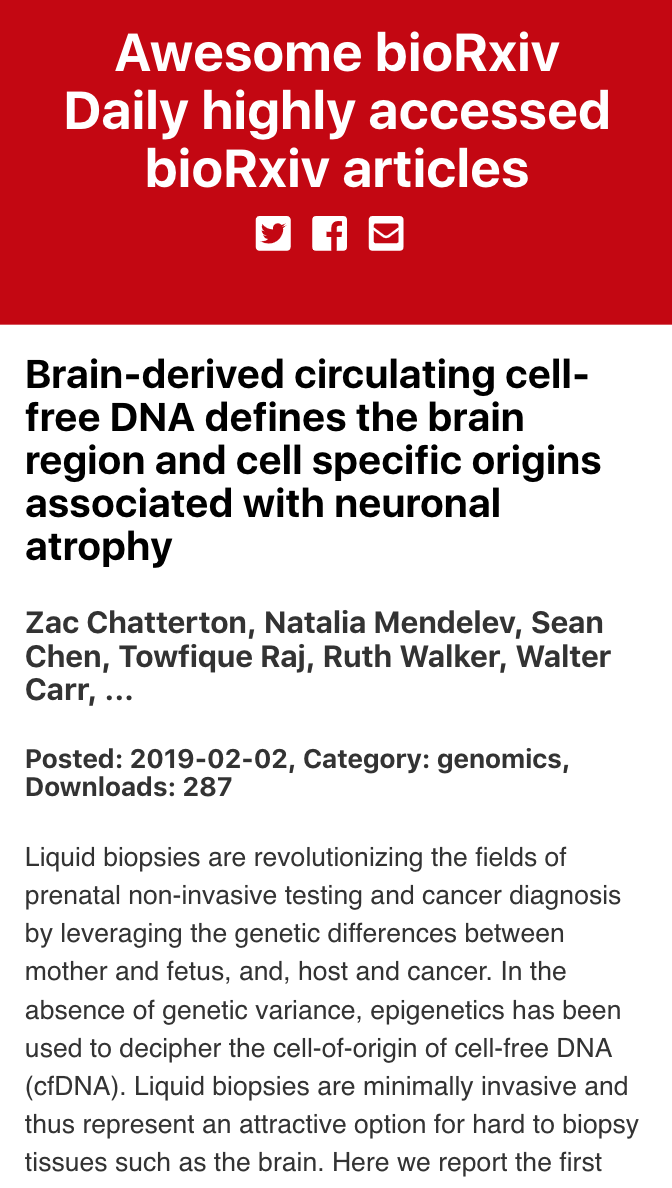 Awesome bioRxiv
Daily highly accessed
bioRxiv articles
Brain-derived circulating cell-
free DNA defines the brain
region and cell specific origins
associated with neuronal
atrophy
Zac Chatterton, Natalia Mendelev, Sean
Chen, Towfique Raj, Ruth Walker, Walter
Carr, ...
Posted: 2019-02-02, Category: genomics,
Downloads: 287
Liquid biopsies are revolutionizing the fields of
prenatal non-invasive testing and cancer diagnosis
by leveraging the genetic differences between
mother and fetus, and, host and cancer. In the
absence of genetic variance, epigenetics has been
used to decipher the cell-of-origin of cell-free DNA
(cfDNA). Liquid biopsies are minimally invasive and
thus represent an attractive option for hard to biopsy
tissues such as the brain. Here we report the first